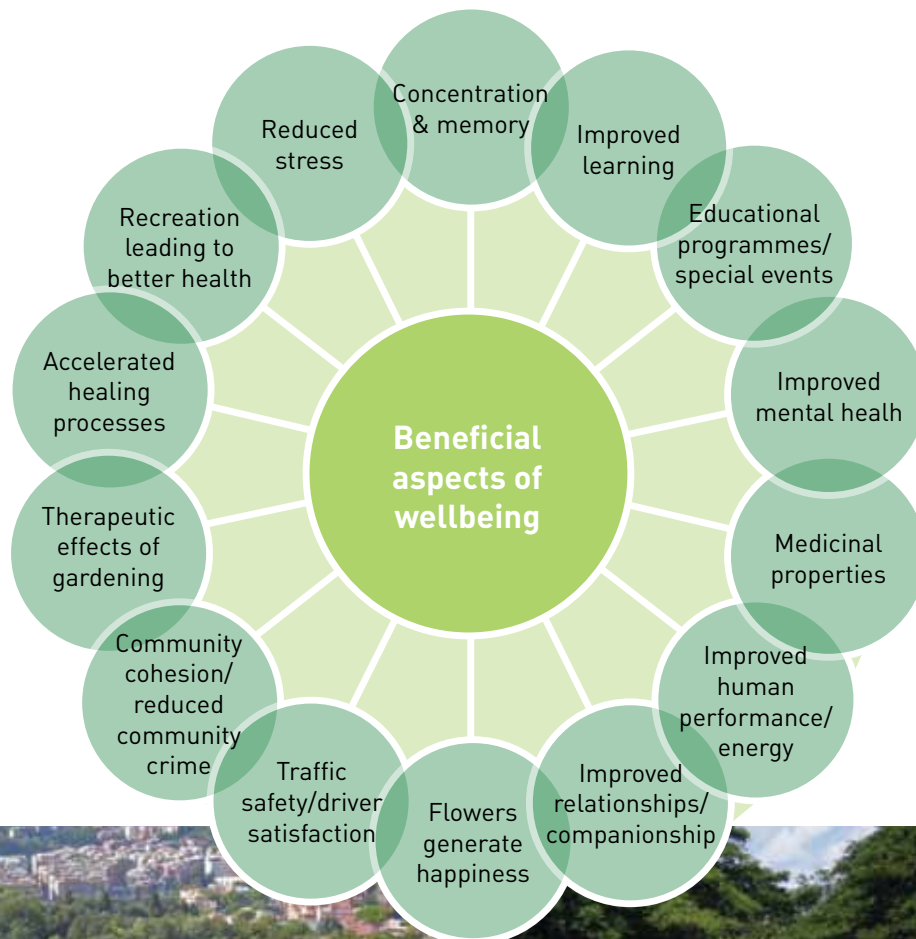 Concentration
& memory
Improved
learning
Educational
programmes/
special events
Improved
mental health
Medicinal
properties
Improved
human
performance/
energy
Improved
relationships/
companionship
Flowers
generate
happiness
Traffic
safety/driver
satisfaction
Community
cohesion/
reduced
community
crime
Therapeutic
effects of
gardening
Accelerated
healing
processes
Recreation
leading to
better health
Reduced
stress
Beneficial
aspects of
wellbeing